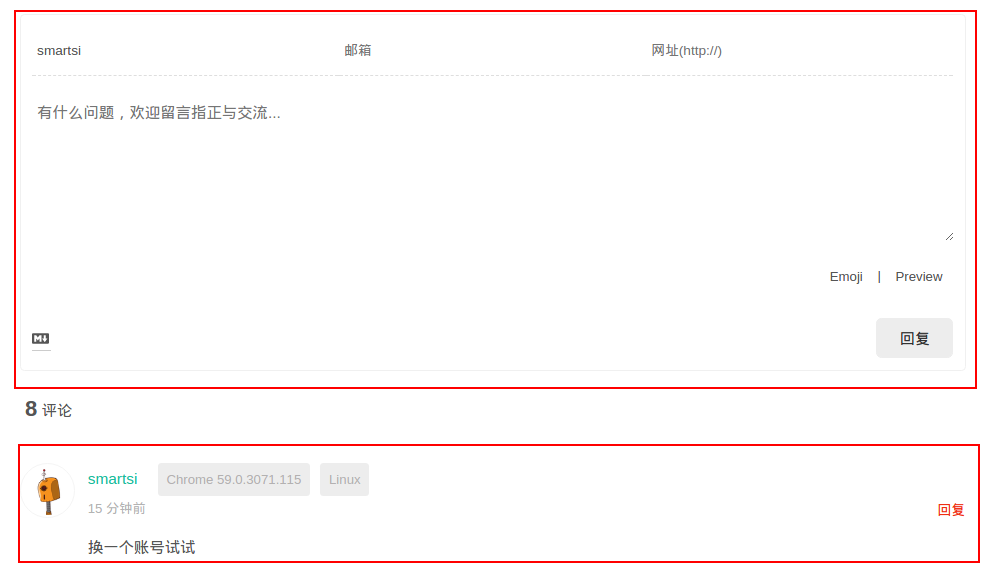 smartsi 邮箱 网址(http://)
有什么问题，欢迎留言指正与交流...
Emoji | Preview
M↓ 回复
8 评论
smartsi Chrome 59.0.3071.115 Linux
15 分钟前 回复
换一个账号试试